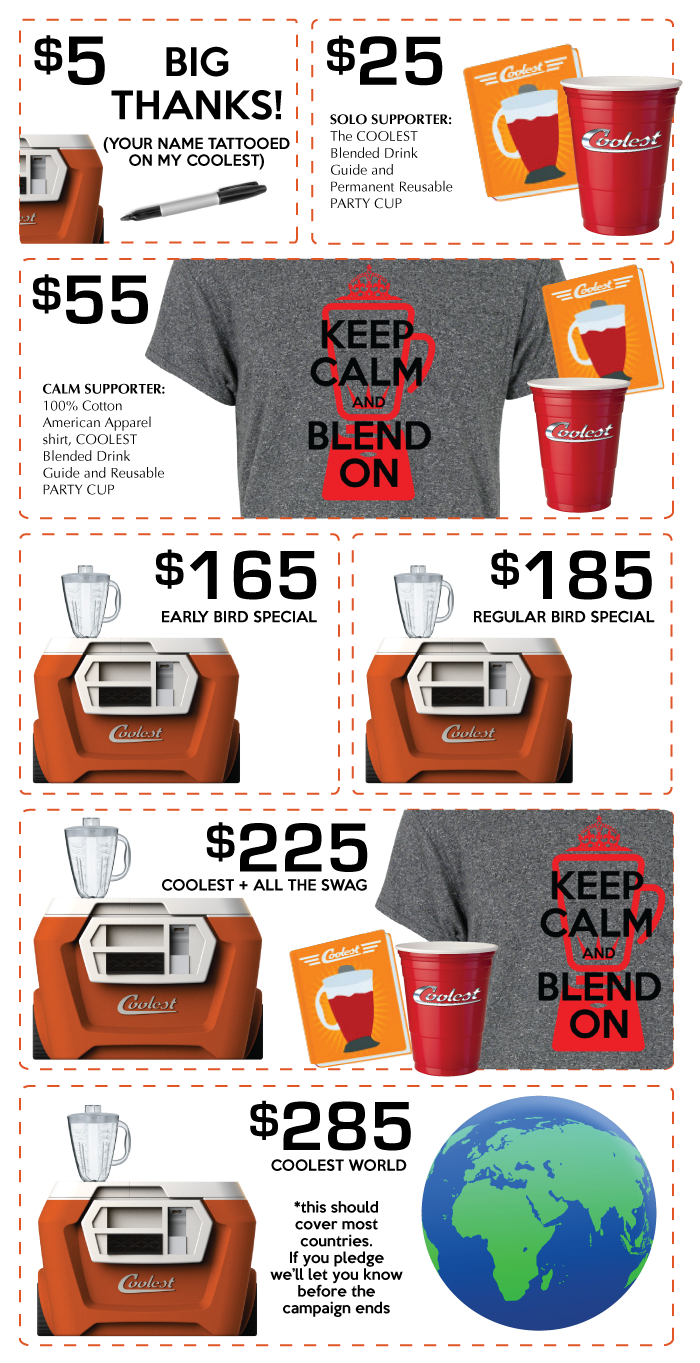 $5
BIG
THANKS!
(YOUR NAME TATTOOED
ON MY COOLEST)
$25
SOLO SUPPORTER:
The COOLEST
Blended Drink
Guide and
Permanent Reusable
PARTY CUP
Coolest
Coolest
$55
CALM SUPPORTER:
100% Cotton
American Apparel
shirt, COOLEST
Blended Drink
Guide and Reusable
PARTY CUP
KEEP
CALM
AND
BLEND
ON
Coolest
Coolest
$165
EARLY BIRD SPECIAL
Coolest
$185
REGULAR BIRD SPECIAL
Coolest
$225
COOLEST + ALL THE SWAG
Coolest
Coolest
Coolest
KEEP
CALM
AND
BLEND
ON
$285
COOLEST WORLD
*this should
cover most
countries.
If you pledge
we'll let you know
before the
campaign ends
Coolest